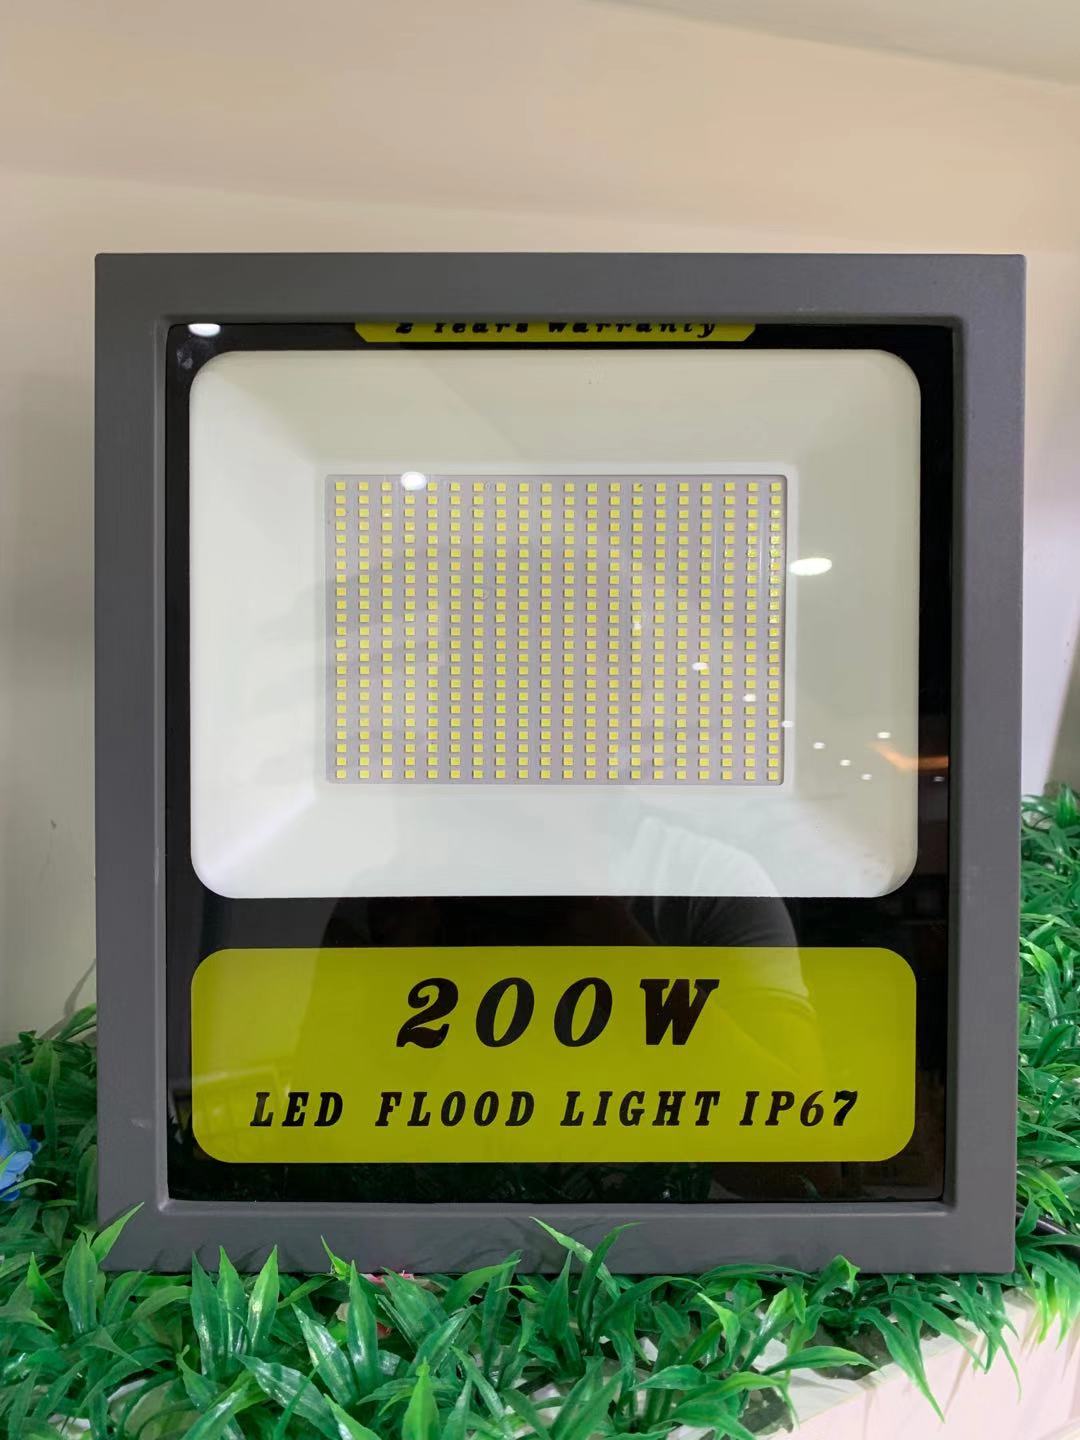 2 Years Warranty
200W
LED FLOOD LIGHT IP67